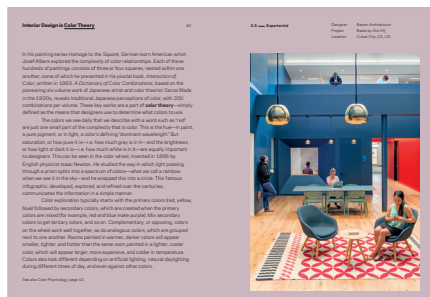 Interior Design is Color Theory
2.5 Experiential
Designer Baxter Architecture
Project Beats by Dre HQ
Location Culver City, CA, US
In his painting series Homage to the Square, German-born American artist
Josef Albers explored the complexity of color relationships. Each of these
hundreds of paintings consists of three or four squares, nested within one
another, some of which he presented in his pivotal book, Interaction of
Color, written in 1963. A Dictionary of Color Combinations, based on the
pioneering six-volume work of Japanese artist and color theorist Sanzo Wada
in the 1930s, reveals traditional Japanese perceptions of color, with 350
combinations per volume. These key works are a part of color theory—simply
defined as the means that designers use to determine what colors to use.
The colors we see daily that we describe with a word such as "red"
are just one small part of the complexity that is color. This is the hue—in paint,
a pure pigment, or in light, a color's defining "dominant wavelength." But
saturation, or how pure it is—i.e. how much grey is in it—and the brightness,
or how light or dark it is—i.e. how much white is in it—are equally important
to designers. This can be seen in the color wheel, invented in 1666 by
English physicist Isaac Newton. He studied the way in which light passing
through a prism splits into a spectrum of colors—what we call a rainbow
when we see it in the sky—and he wrapped this into a circle. This famous
infographic, developed, explored, and refined over the centuries,
communicates the information in a simple manner.
Color exploration typically starts with the primary colors (red, yellow,
blue) followed by secondary colors, which are created when the primary
colors are mixed (for example, red and blue make purple). Mix secondary
colors to get tertiary colors, and so on. Complementary, or opposing, colors
on the wheel work well together, as do analogous colors, which are grouped
next to one another. Rooms painted in warmer, darker colors will appear
smaller, tighter, and hotter than the same room painted in a lighter, cooler
color, which will appear larger, more expansive, and colder in temperature.
Colors also look different depending on artificial lighting, natural daylighting
during different times of day, and even against other colors.
See also Color Psychology, page 42